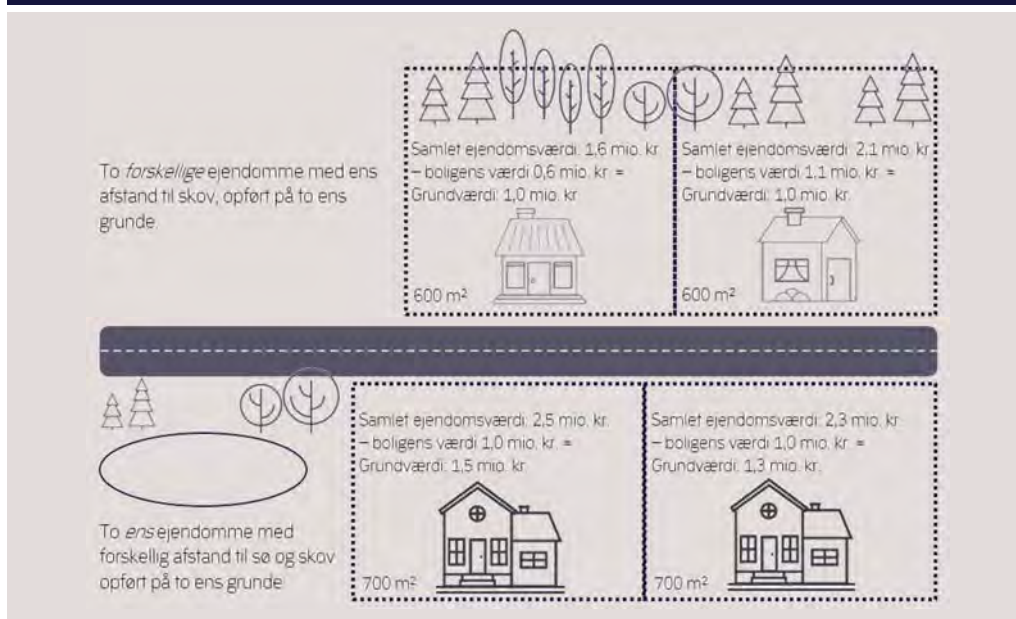 To forskellige ejendomme med ens
afstand til skov, opført på to ens
grunde.
Samlet ejendomsværdi: 1,6 mio. kr.
– boligens værdi 0,6 mio. kr. =
Grundværdi: 1,0 mio. kr.
600 m²
Samlet ejendomsværdi: 2,1 mio. kr.
– boligens værdi 1,1 mio. kr. =
Grundværdi: 1,0 mio. kr.
600 m²
To ens ejendomme med
forskellig afstand til sø og skov
opført på to ens grunde
Samlet ejendomsværdi: 2,5 mio. kr.
– boligens værdi 1,0 mio. kr. =
Grundværdi: 1,5 mio. kr.
700 m²
Samlet ejendomsværdi: 2,3 mio. kr.
– boligens værdi 1,0 mio. kr. =
Grundværdi: 1,3 mio. kr.
700 m²